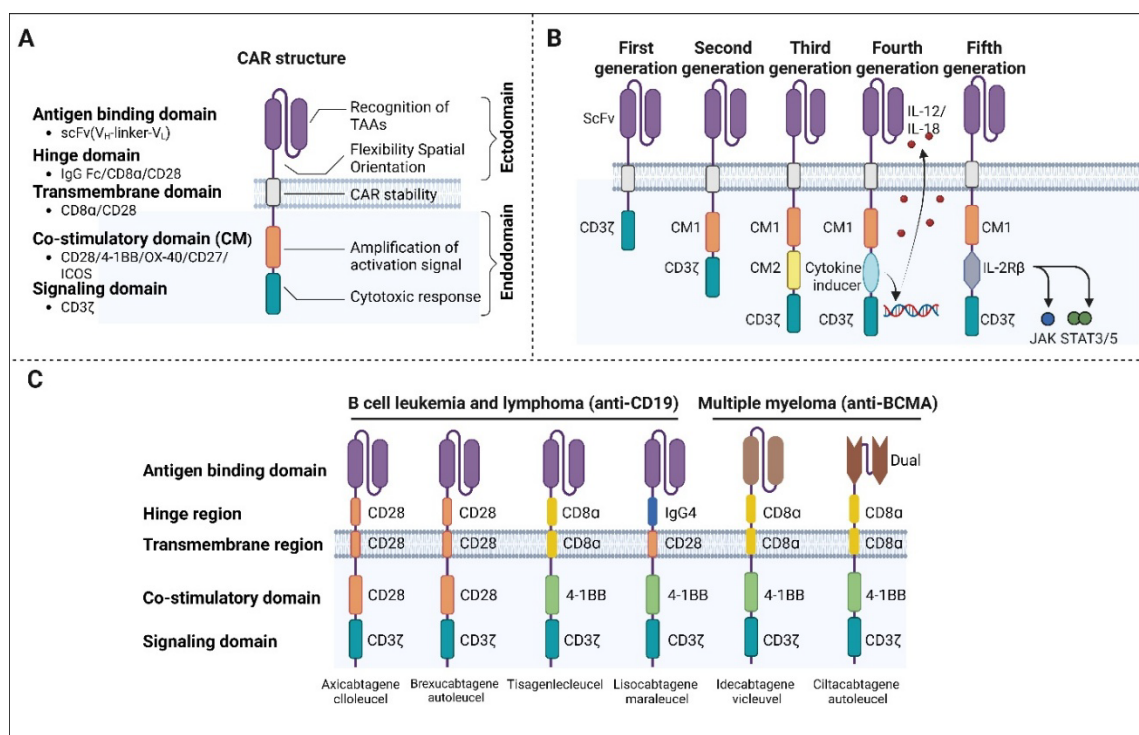 A
CAR structure
Antigen binding domain
• scFv(VH-linker-VL)
Hinge domain
• IgG Fc/CD8α/CD28
Transmembrane domain
• CD8α/CD28
Co-stimulatory domain (CM)
• CD28/4-1BB/OX-40/CD27/
ICOS
Signaling domain
• CD3ζ
Recognition of
TAAs
Flexibility Spatial
Orientation
CAR stability
Amplification of
activation signal
Cytotoxic response
Ectodomain
Endodomain
B
First
generation
Second
generation
Third
generation
Fourth
generation
Fifth
generation
ScFv
IL-12/
IL-18
CD3ζ
CM1
CD3ζ
CM1
CM2
CD3ζ
CM1
Cytokine
inducer
CD3ζ
CM1
IL-2Rβ
CD3ζ
JAK STAT3/5
C
B cell leukemia and lymphoma (anti-CD19)
Multiple myeloma (anti-BCMA)
Antigen binding domain
Dual
Hinge region
CD28
CD28
CD8α
IgG4
CD8α
CD8α
Transmembrane region
CD28
CD28
CD8α
CD28
CD8α
CD8α
Co-stimulatory domain
CD28
CD28
4-1BB
4-1BB
4-1BB
4-1BB
Signaling domain
CD3ζ
CD3ζ
CD3ζ
CD3ζ
CD3ζ
CD3ζ
Axicabtagene
clloleucel
Brexucabtagene
autoleucel
Tisagenlecleucel
Lisocabtagene
maraleucel
Idecabtagene
vicleuvel
Ciltacabtagene
autoleucel